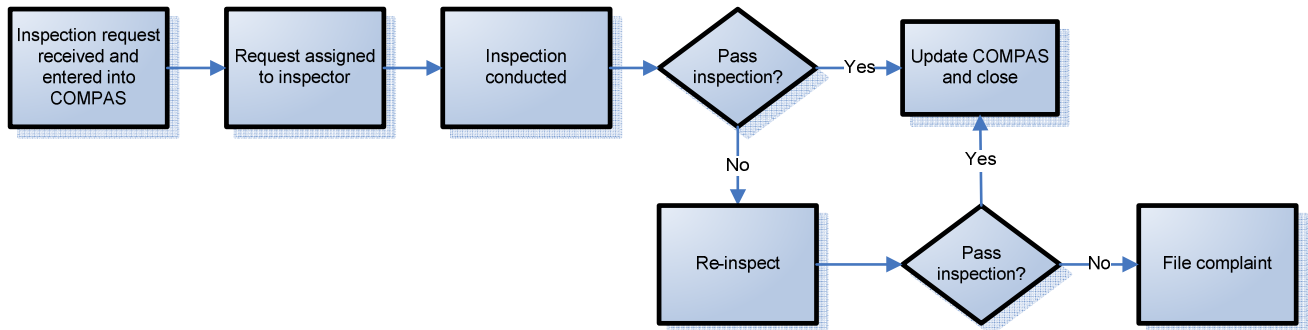 Inspection request
received and
entered into
COMPAS
Request assigned
to inspector
Inspection
conducted
Pass
inspection?
Yes
Update COMPAS
and close
No
Yes
Re-inspect
Pass
inspection?
No
File complaint